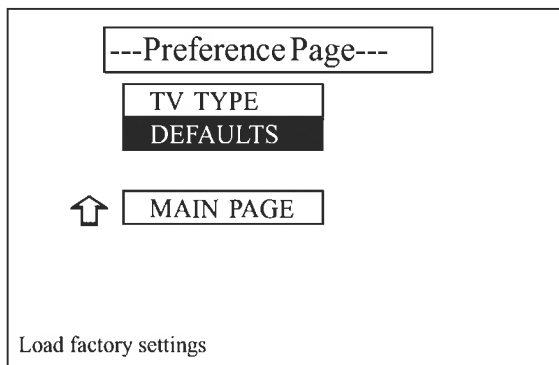 ---Preference Page---
TV TYPE
DEFAULTS
MAIN PAGE
Load factory settings